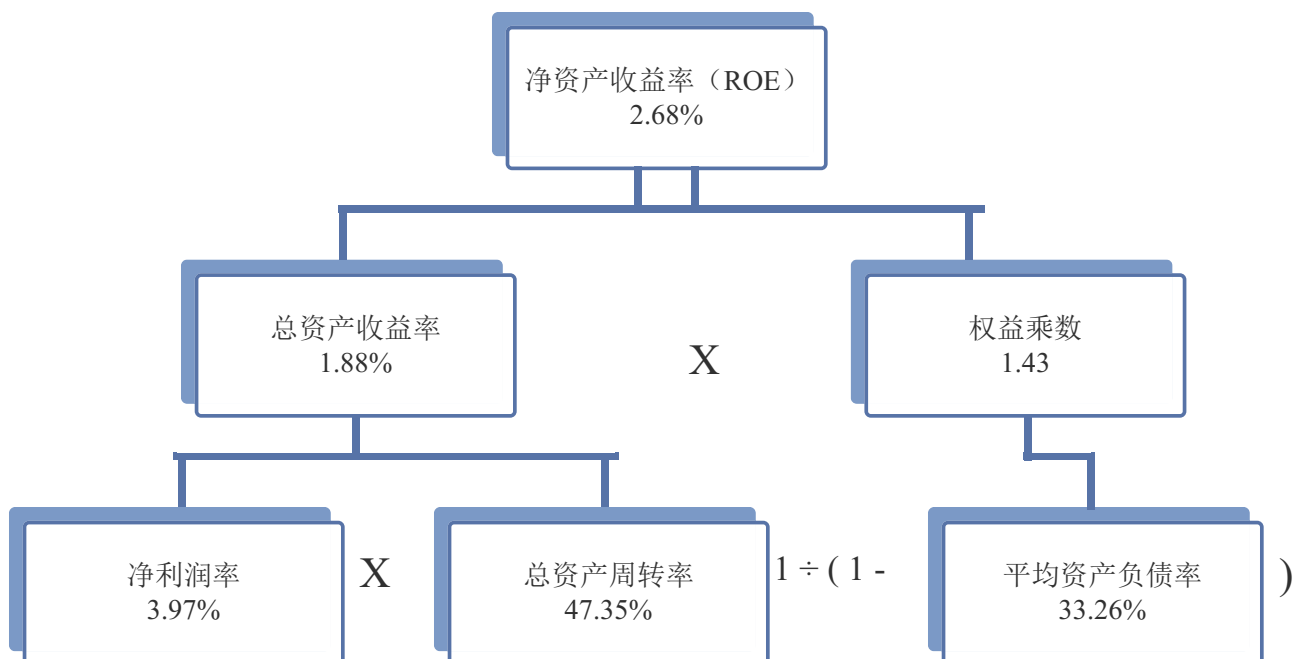 净资产收益率（ROE）
2.68%
总资产收益率
1.88%
X
权益乘数
1.43
净利润率
3.97%
X
总资产周转率
47.35%
1 ÷ ( 1 -
平均资产负债率
33.26%
)